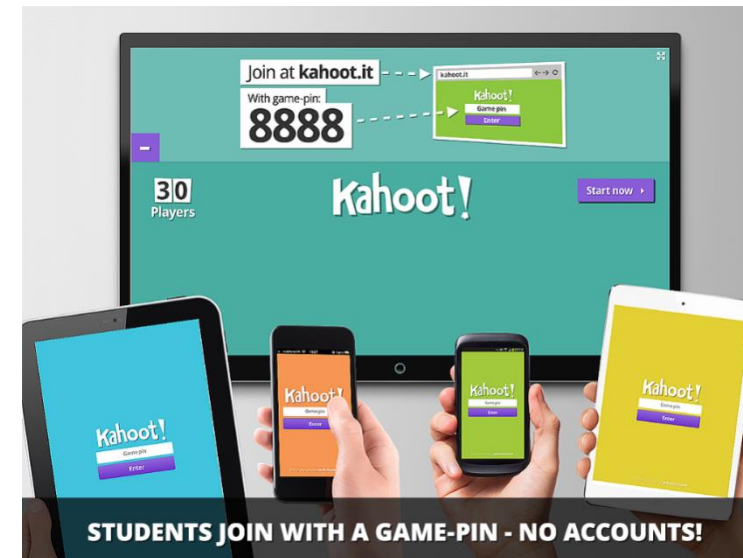 Join at kahoot.it
kahoot.it
With game-pin:
8888
Kahoot!
Game pin
Enter
30
Players
Kahoot!
Start now
Kahoot!
Game pin
Enter
Kahoot!
Game pin
Enter
Kahoot!
Game pin
Enter
Kahoot!
Game pin
Enter
STUDENTS JOIN WITH A GAME-PIN - NO ACCOUNTS!